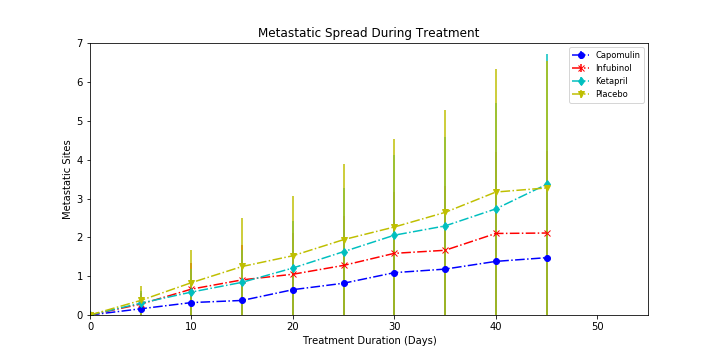 Metastatic Spread During Treatment
7
6
5
4
3
2
1
0
Metastatic Sites
0 10 20 30 40 50
Treatment Duration (Days)
Capomulin
Infubinol
Ketapril
Placebo